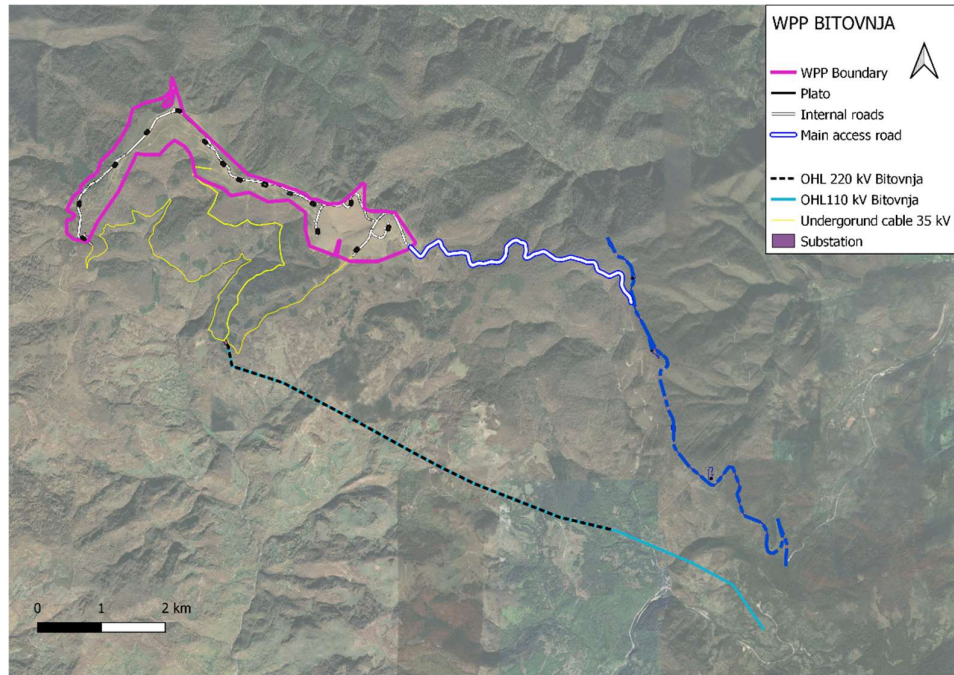 WPP BITOVNJA
WPP Boundary
Plato
Internal roads
Main access road
OHL 220 kV Bitovnja
OHL110 kV Bitovnja
Undergorund cable 35 kV
Substation
0 1 2 km